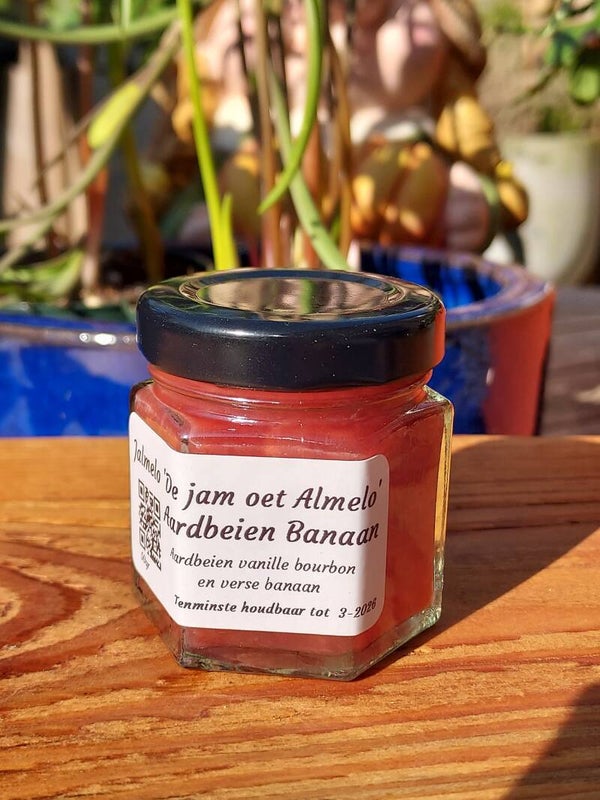 Jalmelo 'De jam oet Almelo'
Aardbeien Banaan
Aardbeien vanille bourbon
en verse banaan
Tenminste houdbaar tot 3-2026